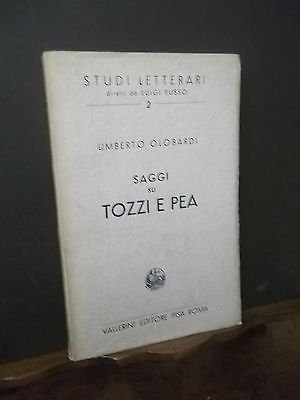 STUDI LETTERARI
diretti da LUIGI RUSSO
2
UMBERTO OLOBARDI
SAGGI
su
TOZZI E PEA
VALLERINI EDITORE PISA ROMA